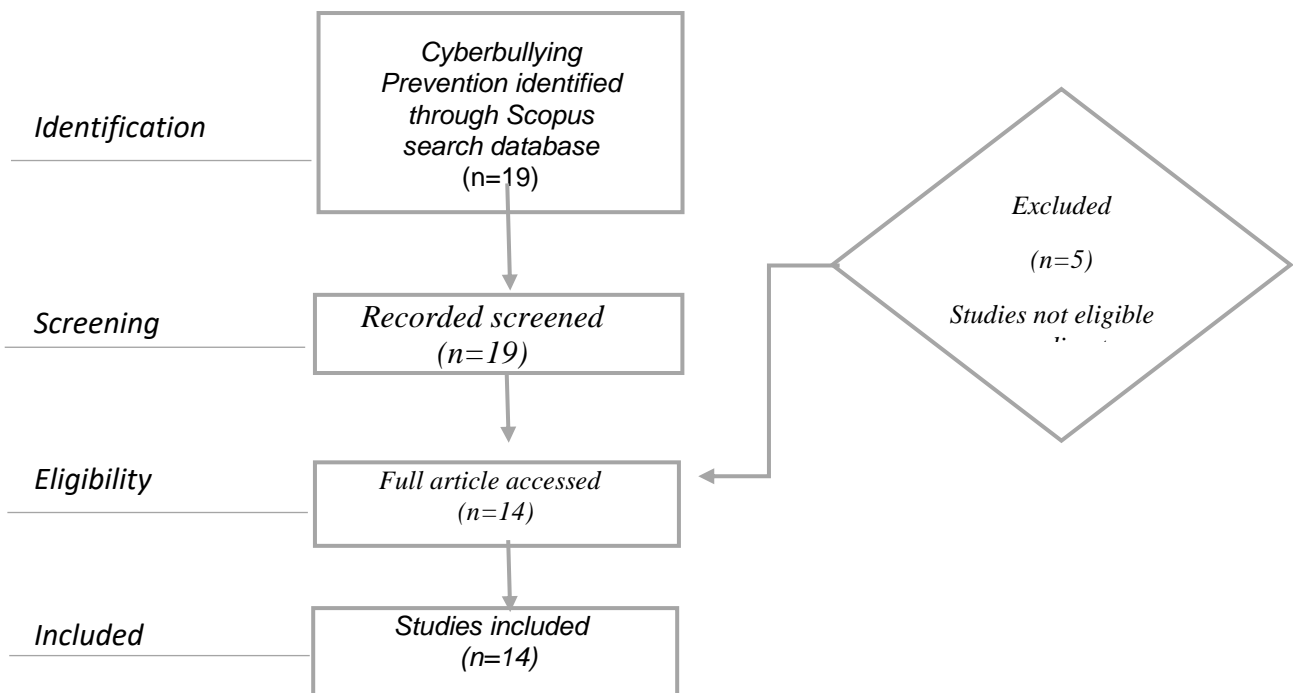 Identification
Cyberbullying
Prevention identified
through Scopus
search database
(n=19)
Screening
Recorded screened
(n=19)
Eligibility
Full article accessed
(n=14)
Included
Studies included
(n=14)
Excluded
(n=5)
Studies not eligible